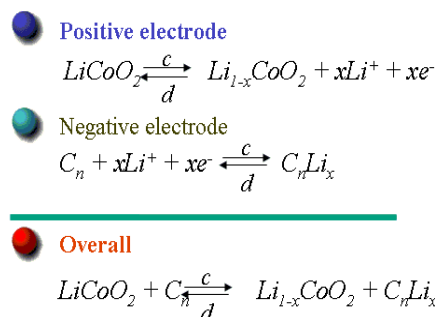 Positive electrode
LiCoO₂ ⇄ Li₁₋ₓCoO₂ + xLi⁺ + xe⁻
c
d
Negative electrode
Cₙ + xLi⁺ + xe⁻ ⇄ CₙLiₓ
c
d
Overall
LiCoO₂ + Cₙ ⇄ Li₁₋ₓCoO₂ + CₙLiₓ
c
d